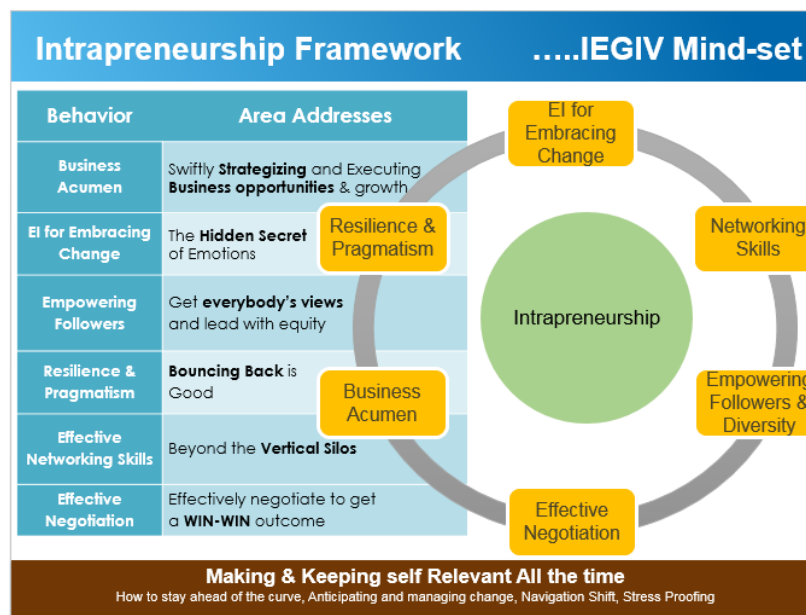 Intrapreneurship Framework …..IEGIV Mind-set
Behavior
Area Addresses
Business
Acumen
Swiftly Strategizing and Executing
Business opportunities & growth
EI for Embracing
Change
The Hidden Secret
of Emotions
Empowering
Followers
Get everybody's views
and lead with equity
Resilience &
Pragmatism
Bouncing Back is
Good
Effective
Networking Skills
Beyond the Vertical Silos
Effective
Negotiation
Effectively negotiate to get
a WIN-WIN outcome
EI for
Embracing
Change
Networking
Skills
Empowering
Followers &
Diversity
Effective
Negotiation
Business
Acumen
Resilience &
Pragmatism
Intrapreneurship
Making & Keeping self Relevant All the time
How to stay ahead of the curve, Anticipating and managing change, Navigation Shift, Stress Proofing